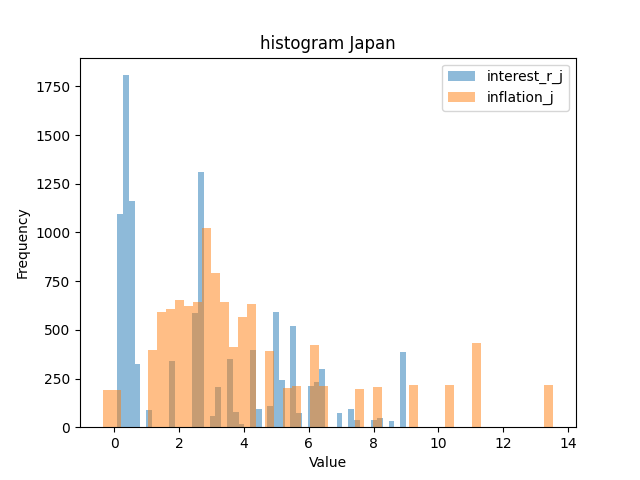 histogram Japan
interest_r_j
inflation_j
Frequency
1750
1500
1250
1000
750
500
250
0
0 2 4 6 8 10 12 14
Value